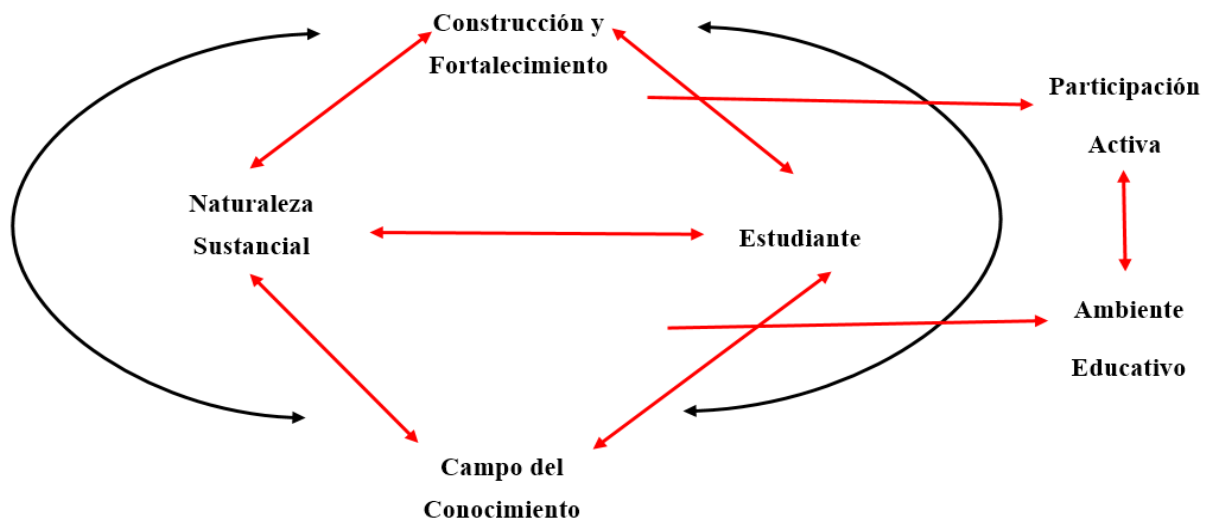 Construcción y
Fortalecimiento
Participación
Activa
Naturaleza
Sustancial
Estudiante
Ambiente
Educativo
Campo del
Conocimiento